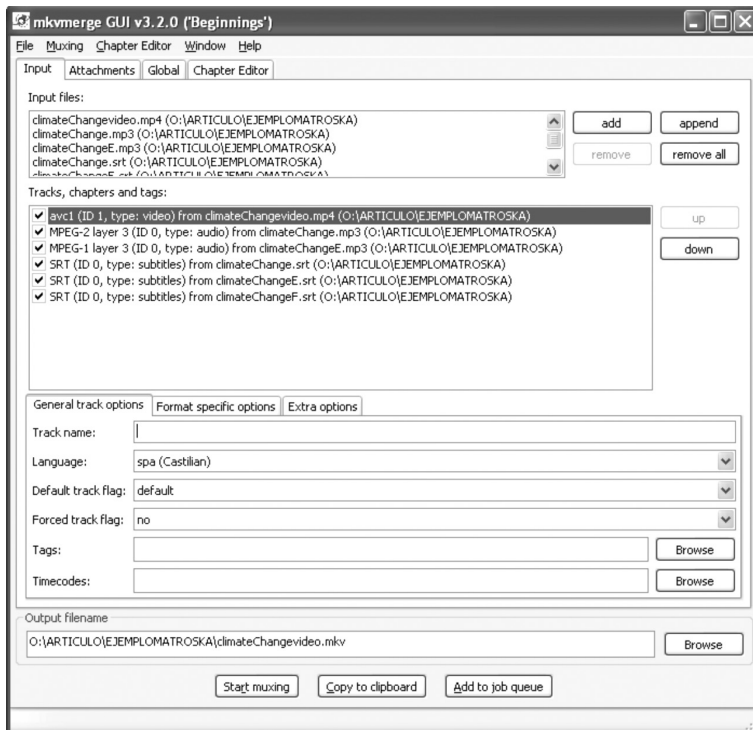 mkvmerge GUI v3.2.0 ('Beginnings')
File Muxing Chapter Editor Window Help
Input Attachments Global Chapter Editor
Input files:
climateChangevideo.mp4 (O:\ARTICULO\EJEMPLOMATROSKA)
climateChange.mp3 (O:\ARTICULO\EJEMPLOMATROSKA)
climateChangeE.mp3 (O:\ARTICULO\EJEMPLOMATROSKA)
climateChange.srt (O:\ARTICULO\EJEMPLOMATROSKA)
climateChangeE.srt (O:\ARTICULO\EJEMPLOMATROSKA)
add append
remove remove all
Tracks, chapters and tags:
avc1 (ID 1, type: video) from climateChangevideo.mp4 (O:\ARTICULO\EJEMPLOMATROSKA)
MPEG-2 layer 3 (ID 0, type: audio) from climateChange.mp3 (O:\ARTICULO\EJEMPLOMATROSKA)
MPEG-1 layer 3 (ID 0, type: audio) from climateChangeE.mp3 (O:\ARTICULO\EJEMPLOMATROSKA)
SRT (ID 0, type: subtitles) from climateChange.srt (O:\ARTICULO\EJEMPLOMATROSKA)
SRT (ID 0, type: subtitles) from climateChangeE.srt (O:\ARTICULO\EJEMPLOMATROSKA)
SRT (ID 0, type: subtitles) from climateChangeF.srt (O:\ARTICULO\EJEMPLOMATROSKA)
up
down
General track options Format specific options Extra options
Track name:
Language: spa (Castilian)
Default track flag: default
Forced track flag: no
Tags: Browse
Timecodes: Browse
Output filename
O:\ARTICULO\EJEMPLOMATROSKA\climateChangevideo.mkv Browse
Start muxing Copy to clipboard Add to job queue